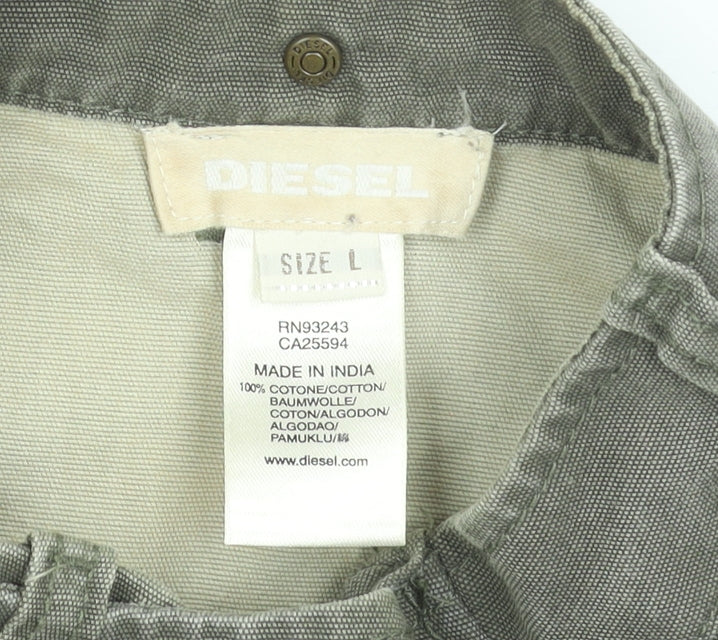 DIESEL
DIESEL
SIZE L
RN93243
CA25594
MADE IN INDIA
100% COTONE/COTTON/
BAUMWOLLE/
COTON/ALGODON/
ALGODAO/
PAMUKLU/綿
www.diesel.com